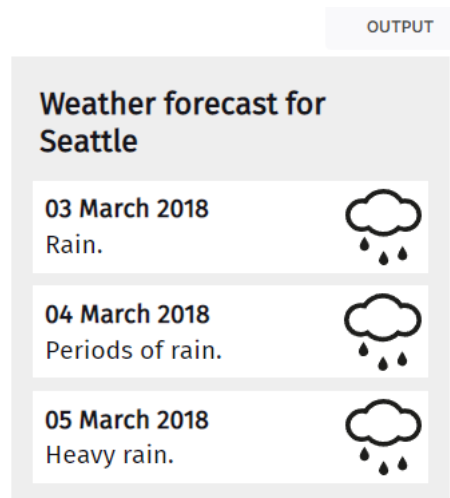 OUTPUT
Weather forecast for
Seattle
03 March 2018
Rain.
04 March 2018
Periods of rain.
05 March 2018
Heavy rain.